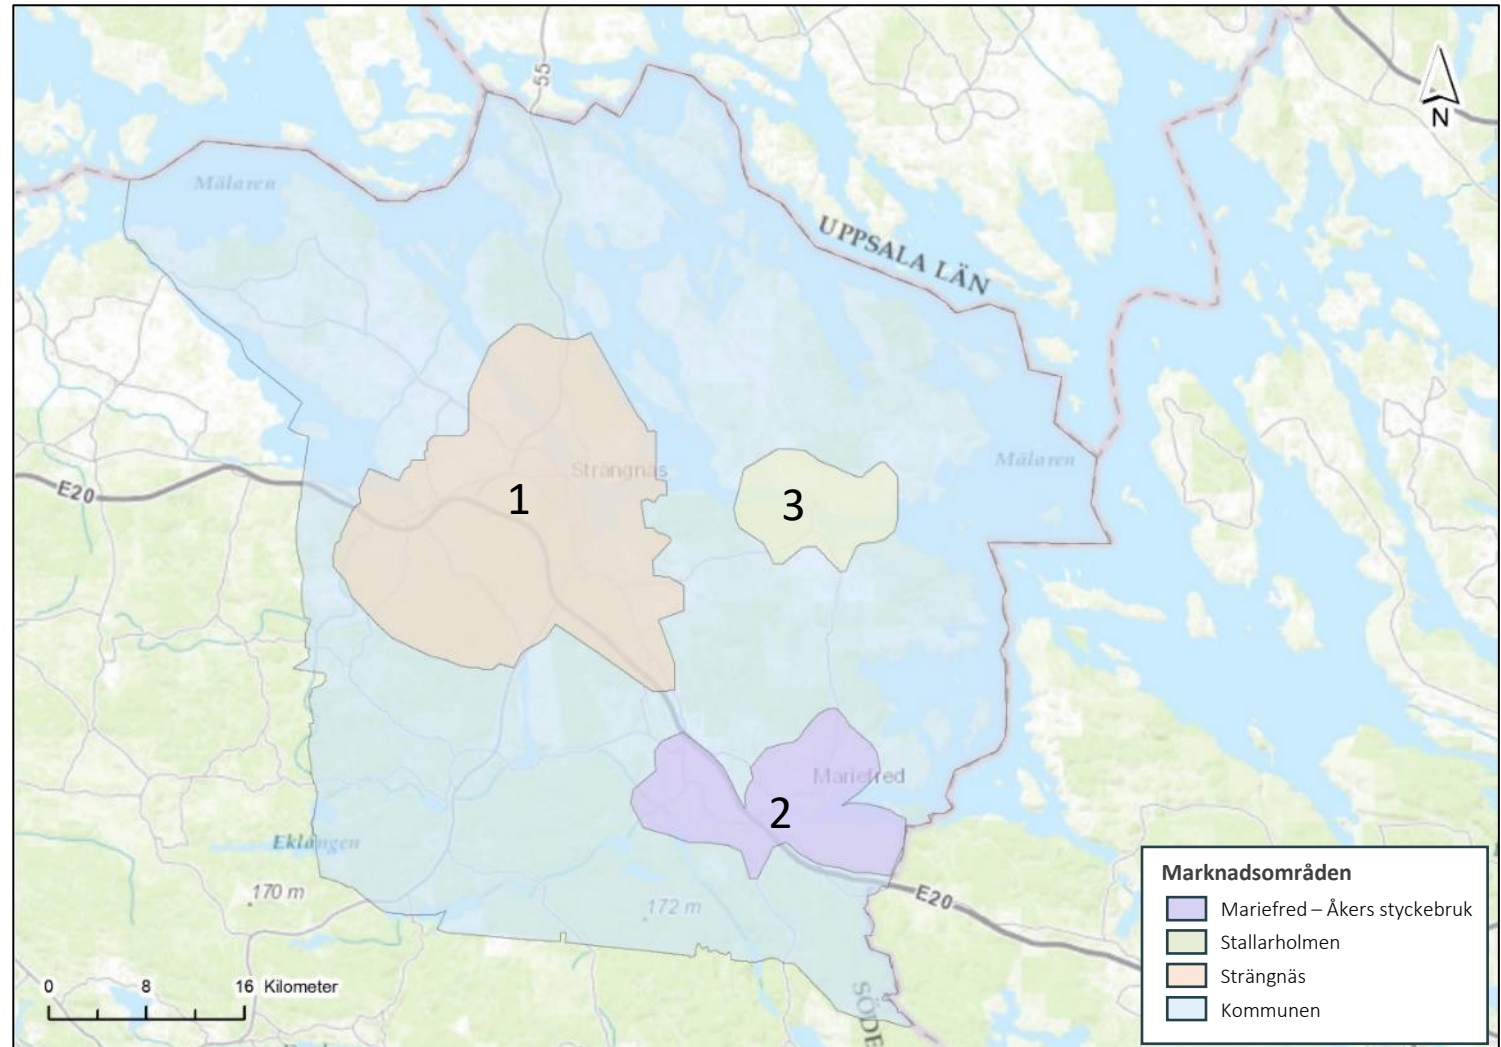 55
N
Mälaren
UPPSALA LÄN
Strängnäs
Mälaren
E20
1
3
Mariefred
2
Eklången
170 m
172 m
E20
SÖDE
0 8 16 Kilometer
Marknadsområden
Mariefred – Åkers styckebruk
Stallarholmen
Strängnäs
Kommunen